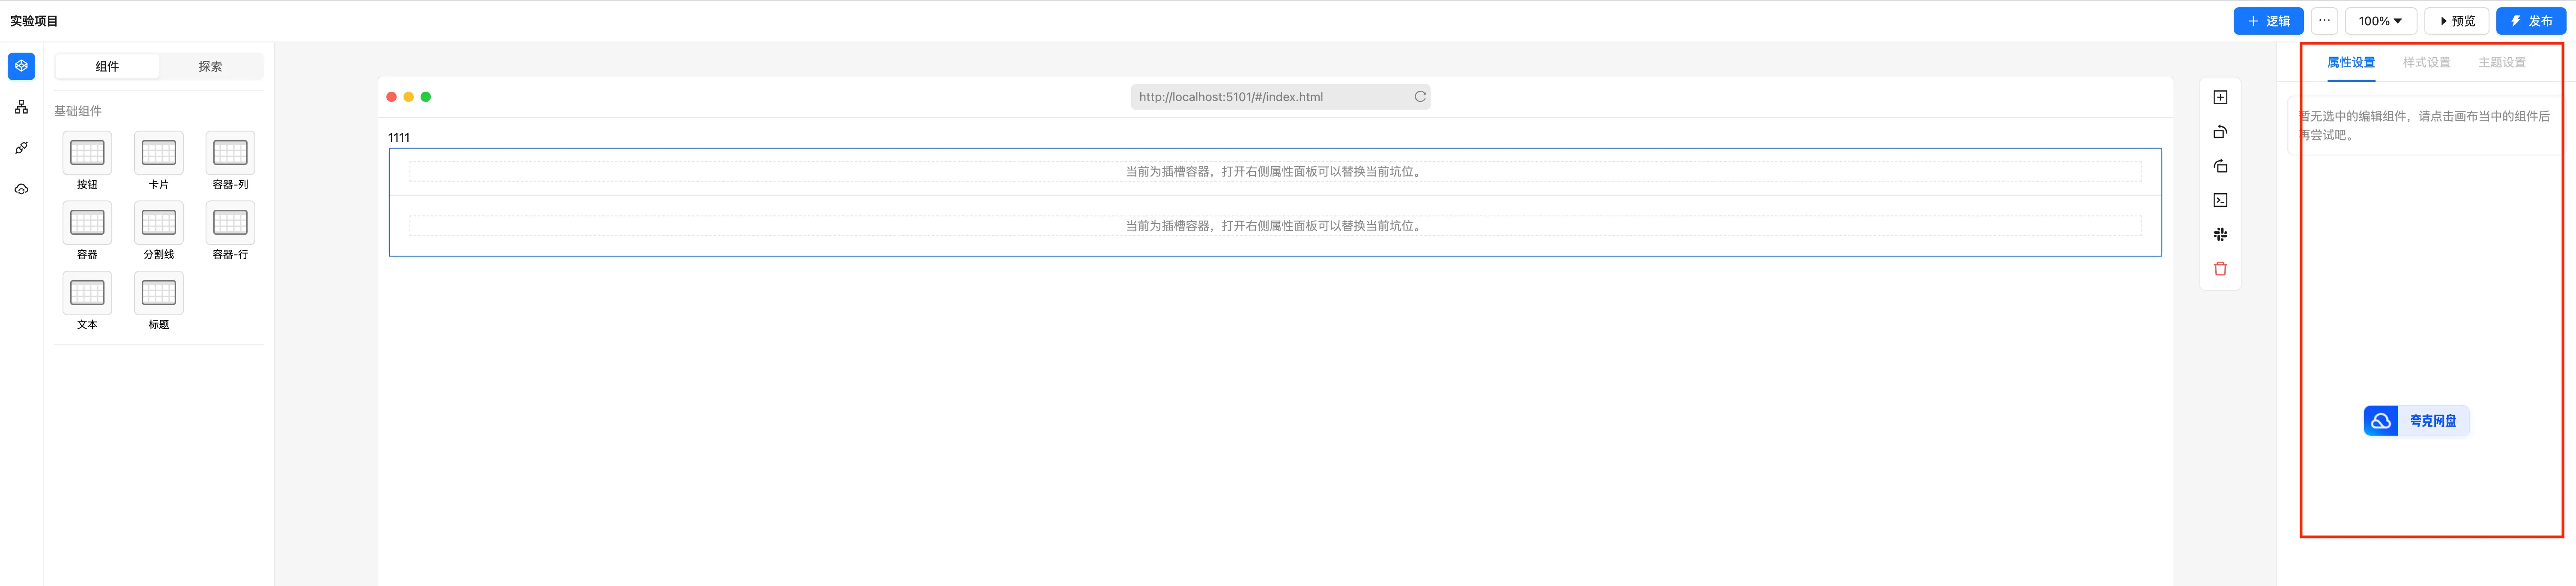 实验项目
逻辑
···
100%
预览
发布
组件
探索
基础组件
按钮
卡片
容器-列
容器
分割线
容器-行
文本
标题
http://localhost:5101/#/index.html
1111
当前为插槽容器，打开右侧属性面板可以替换当前坑位。
当前为插槽容器，打开右侧属性面板可以替换当前坑位。
属性设置
样式设置
主题设置
暂无选中的编辑组件，请点击画布当中的组件后
再尝试吧。
夸克网盘